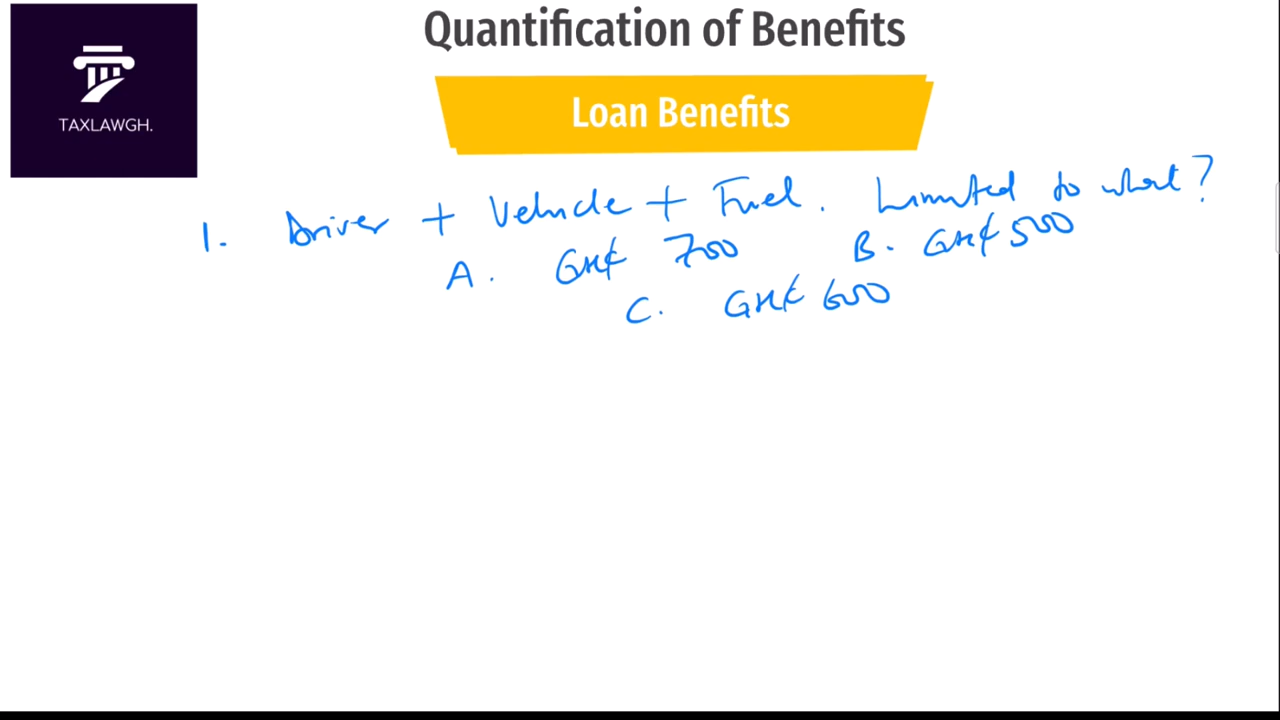 Quantification of Benefits
Loan Benefits
TAXLAWGH.
1. Driver + Vehicle + Fuel. Limited to what?
A. GH₵ 700 B. GH₵ 500
C. GH₵ 600